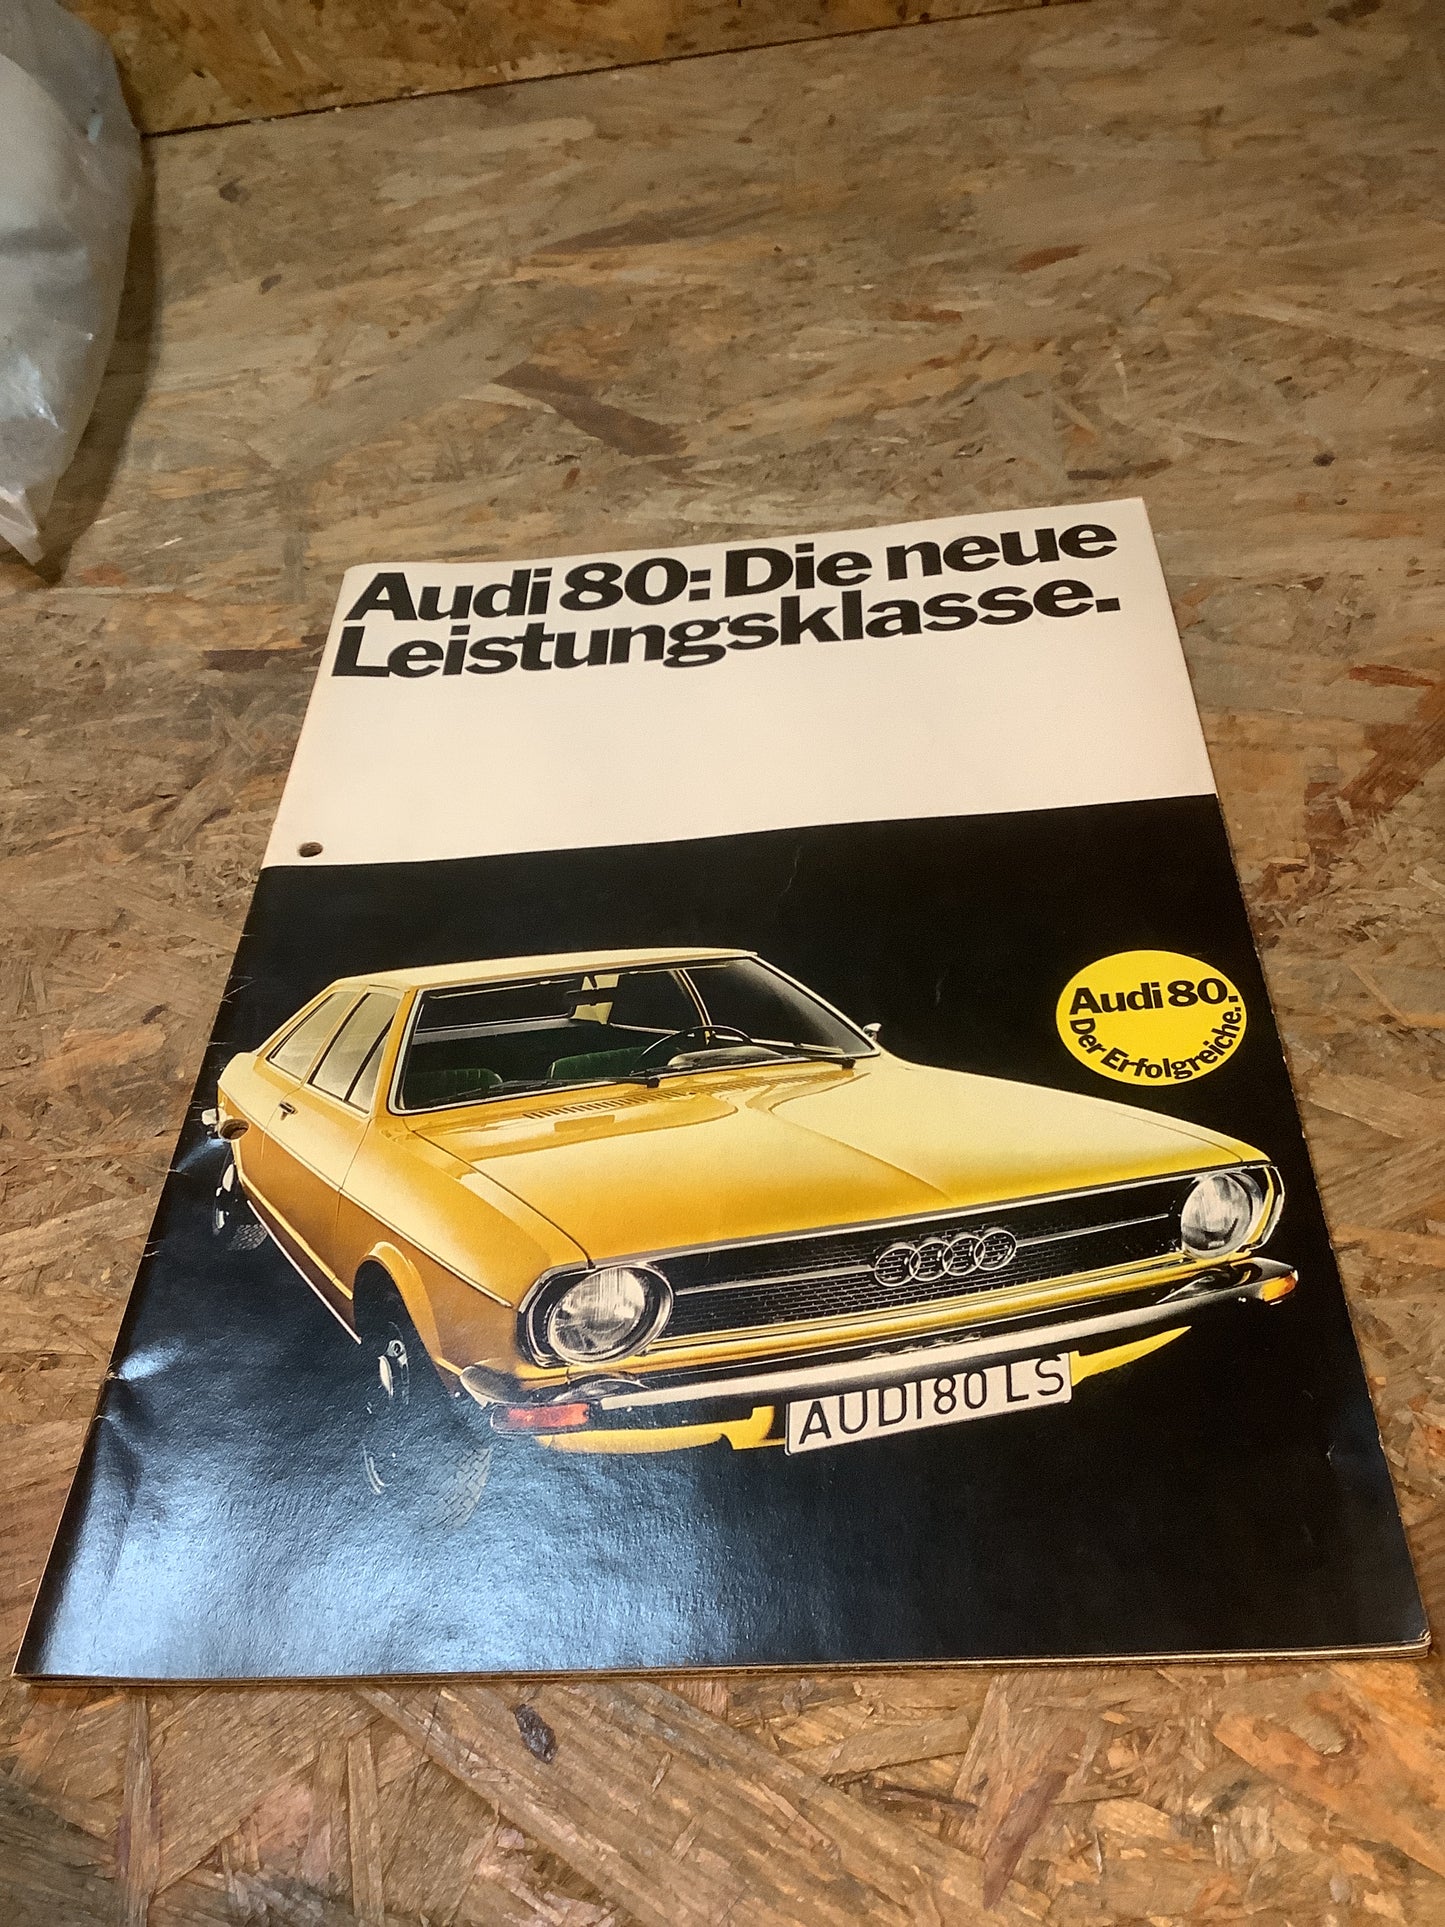 Audi 80: Die neue
Leistungsklasse.
Audi 80.
Der Erfolgreiche.
AUDI 80 LS